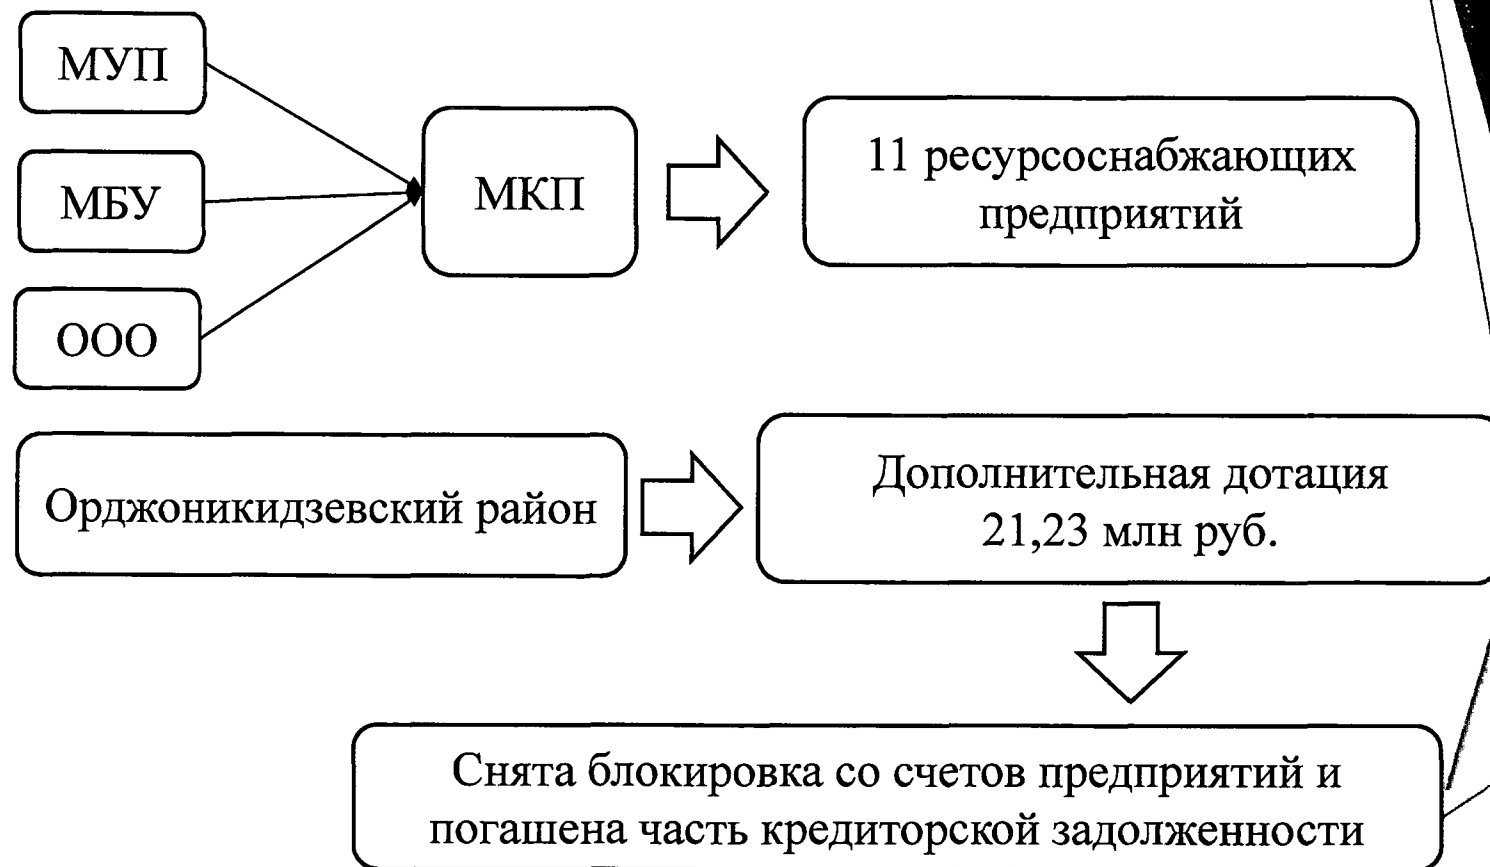 МУП
МБУ
ООО
МКП
11 ресурсоснабжающих
предприятий
Орджоникидзевский район
Дополнительная дотация
21,23 млн руб.
Снята блокировка со счетов предприятий и
погашена часть кредиторской задолженности